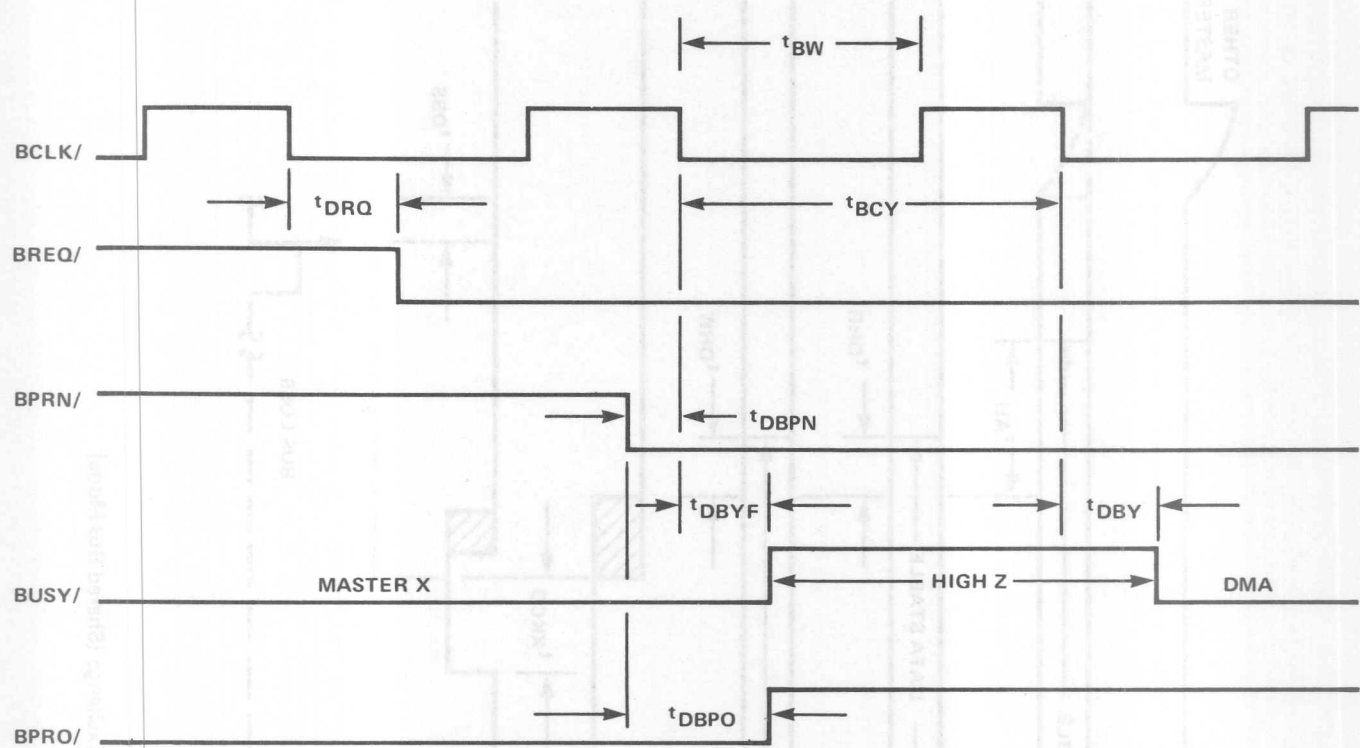 tBW
BCLK/
tDRQ
tBCY
BREQ/
BPRN/
tDBPN
tDBYF
tDBY
BUSY/ MASTER X HIGH Z DMA
tDBPO
BPRO/